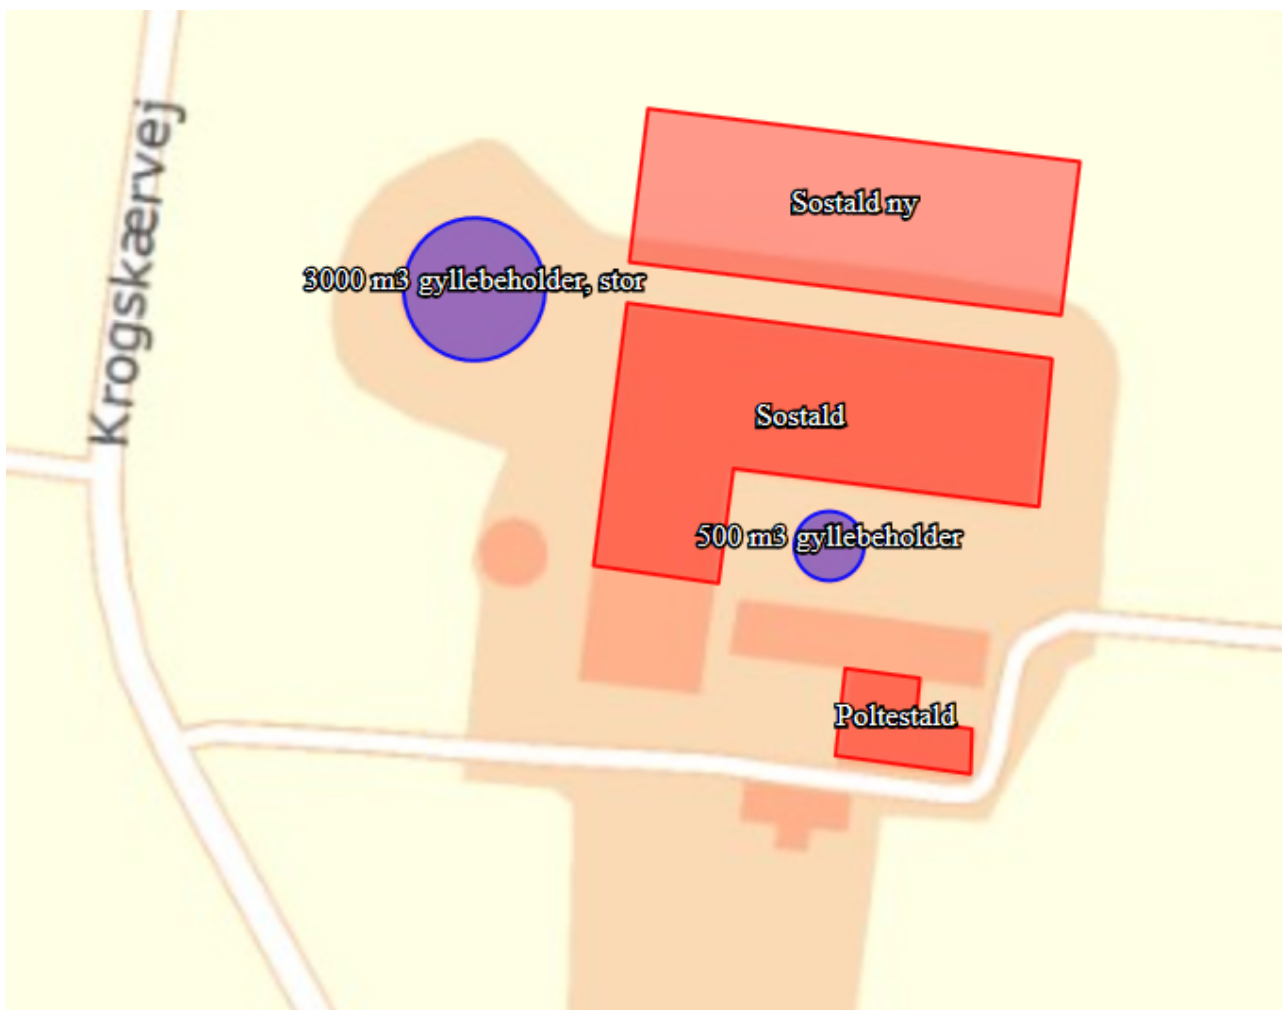 Krogskærvej
Sostald ny
3000 m3 gyllebeholder, stor
Sostald
500 m3 gyllebeholder
Poltestald